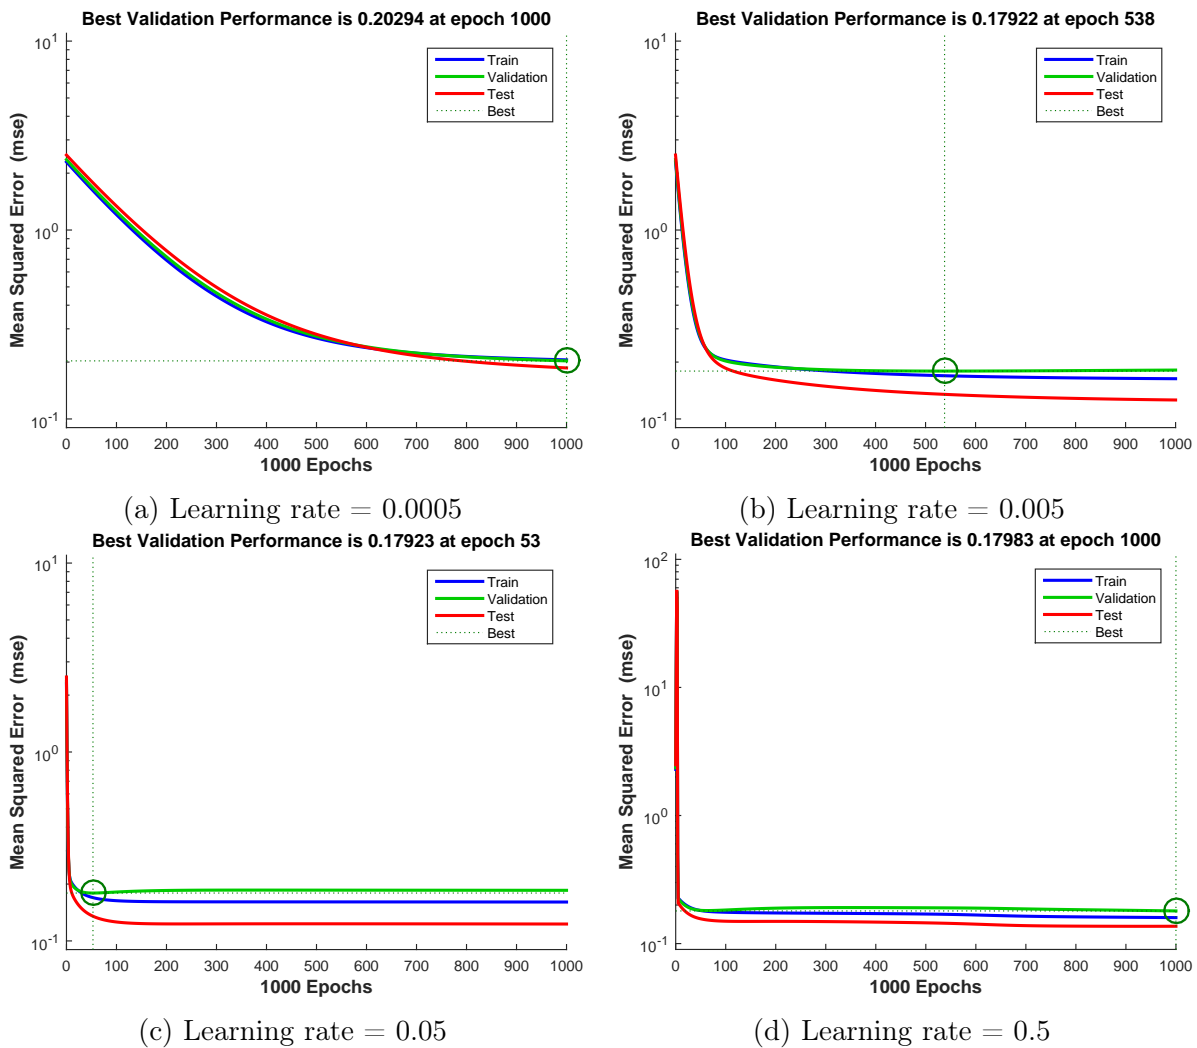 Best Validation Performance is 0.20294 at epoch 1000
10^1
10^0
10^-1
Mean Squared Error (mse)
Train
Validation
Test
Best
0 100 200 300 400 500 600 700 800 900 1000
1000 Epochs
(a) Learning rate = 0.0005
Best Validation Performance is 0.17922 at epoch 538
10^1
10^0
10^-1
Mean Squared Error (mse)
Train
Validation
Test
Best
0 100 200 300 400 500 600 700 800 900 1000
1000 Epochs
(b) Learning rate = 0.005
Best Validation Performance is 0.17923 at epoch 53
10^1
10^0
10^-1
Mean Squared Error (mse)
Train
Validation
Test
Best
0 100 200 300 400 500 600 700 800 900 1000
1000 Epochs
(c) Learning rate = 0.05
Best Validation Performance is 0.17983 at epoch 1000
10^2
10^1
10^0
10^-1
Mean Squared Error (mse)
Train
Validation
Test
Best
0 100 200 300 400 500 600 700 800 900 1000
1000 Epochs
(d) Learning rate = 0.5